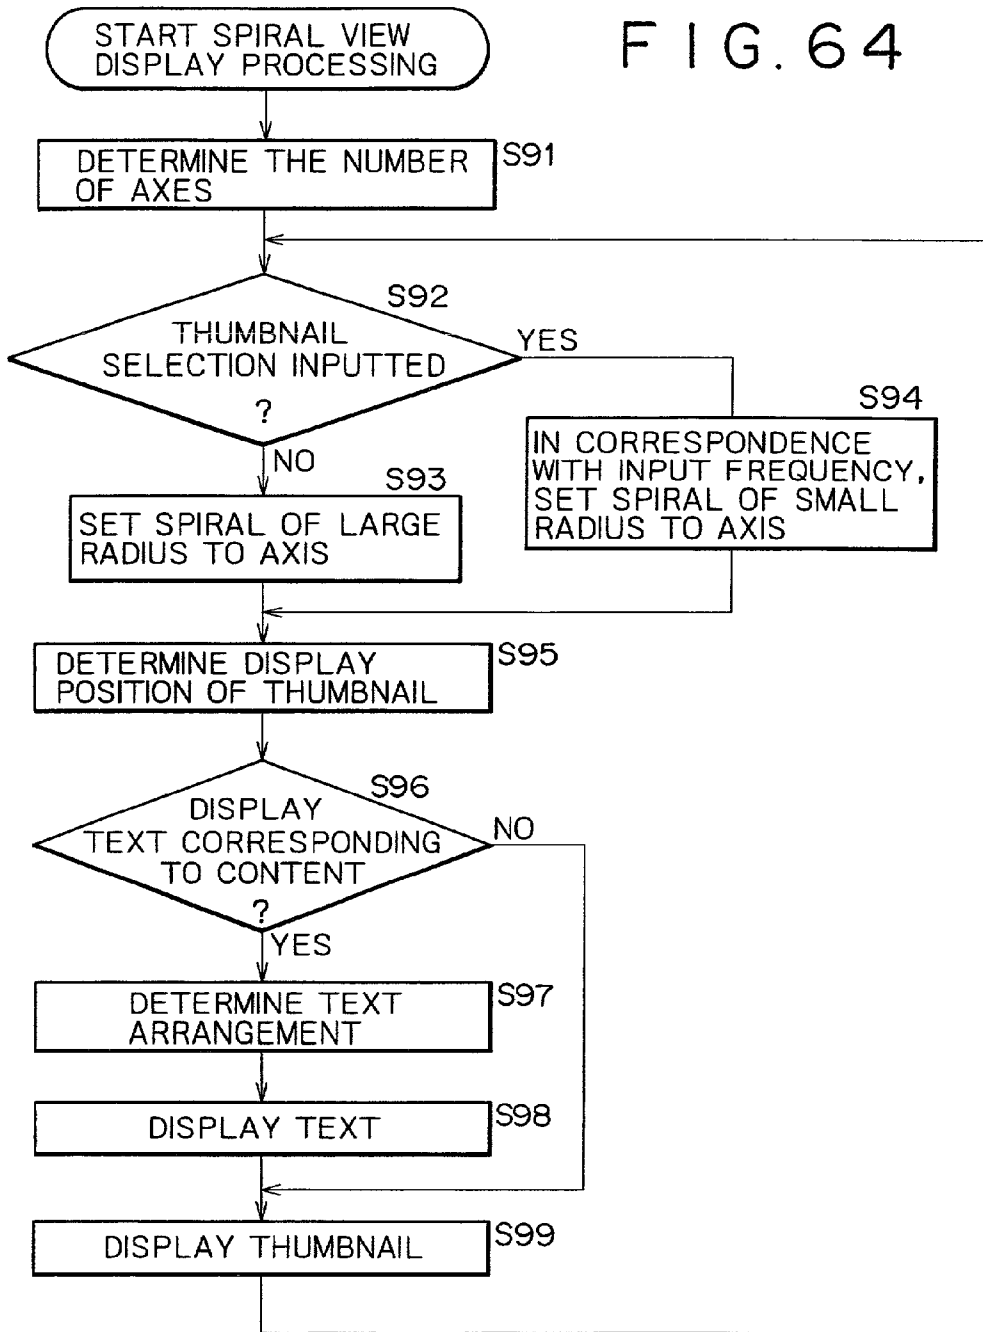 START SPIRAL VIEW
DISPLAY PROCESSING
FIG. 64
DETERMINE THE NUMBER
OF AXES
S91
S92
THUMBNAIL
SELECTION INPUTTED
?
YES
NO
S93
SET SPIRAL OF LARGE
RADIUS TO AXIS
S94
IN CORRESPONDENCE
WITH INPUT FREQUENCY,
SET SPIRAL OF SMALL
RADIUS TO AXIS
DETERMINE DISPLAY
POSITION OF THUMBNAIL
S95
S96
DISPLAY
TEXT CORRESPONDING
TO CONTENT
?
NO
YES
DETERMINE TEXT
ARRANGEMENT
S97
DISPLAY TEXT
S98
DISPLAY THUMBNAIL
S99